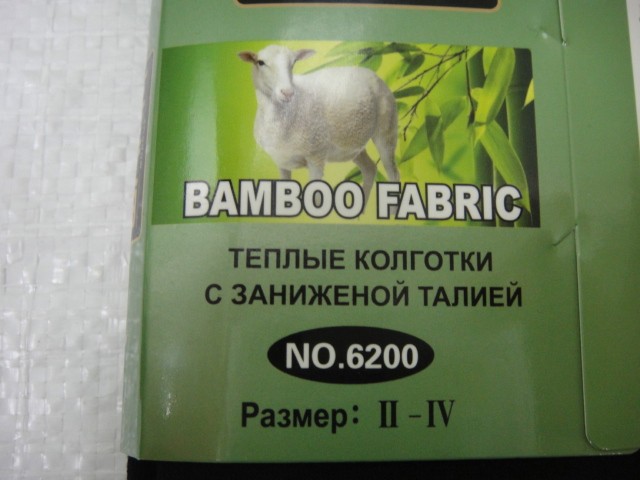 BAMBOO FABRIC
ТЕПЛЫЕ КОЛГОТКИ
С ЗАНИЖЕНОЙ ТАЛИЕЙ
NO.6200
Размер: II - IV